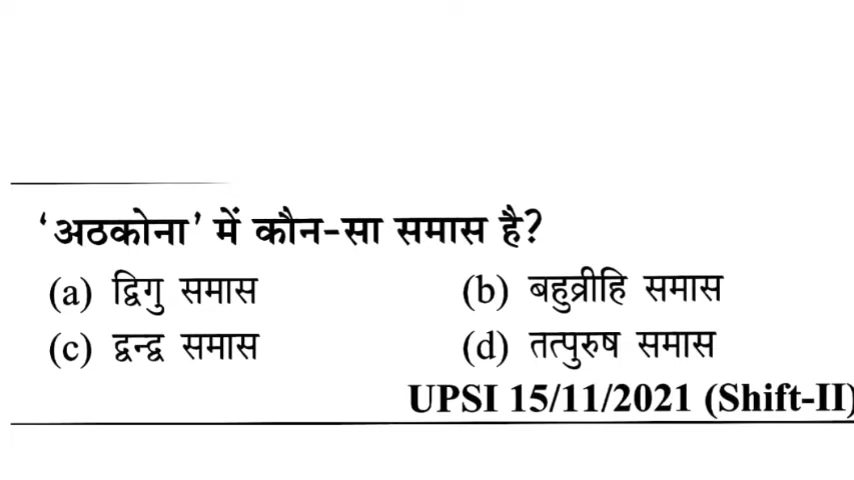 ‘अठकोना’ में कौन-सा समास है?
(a) द्विगु समास (b) बहुव्रीहि समास
(c) द्वन्द्व समास (d) तत्पुरुष समास
UPSI 15/11/2021 (Shift-II)